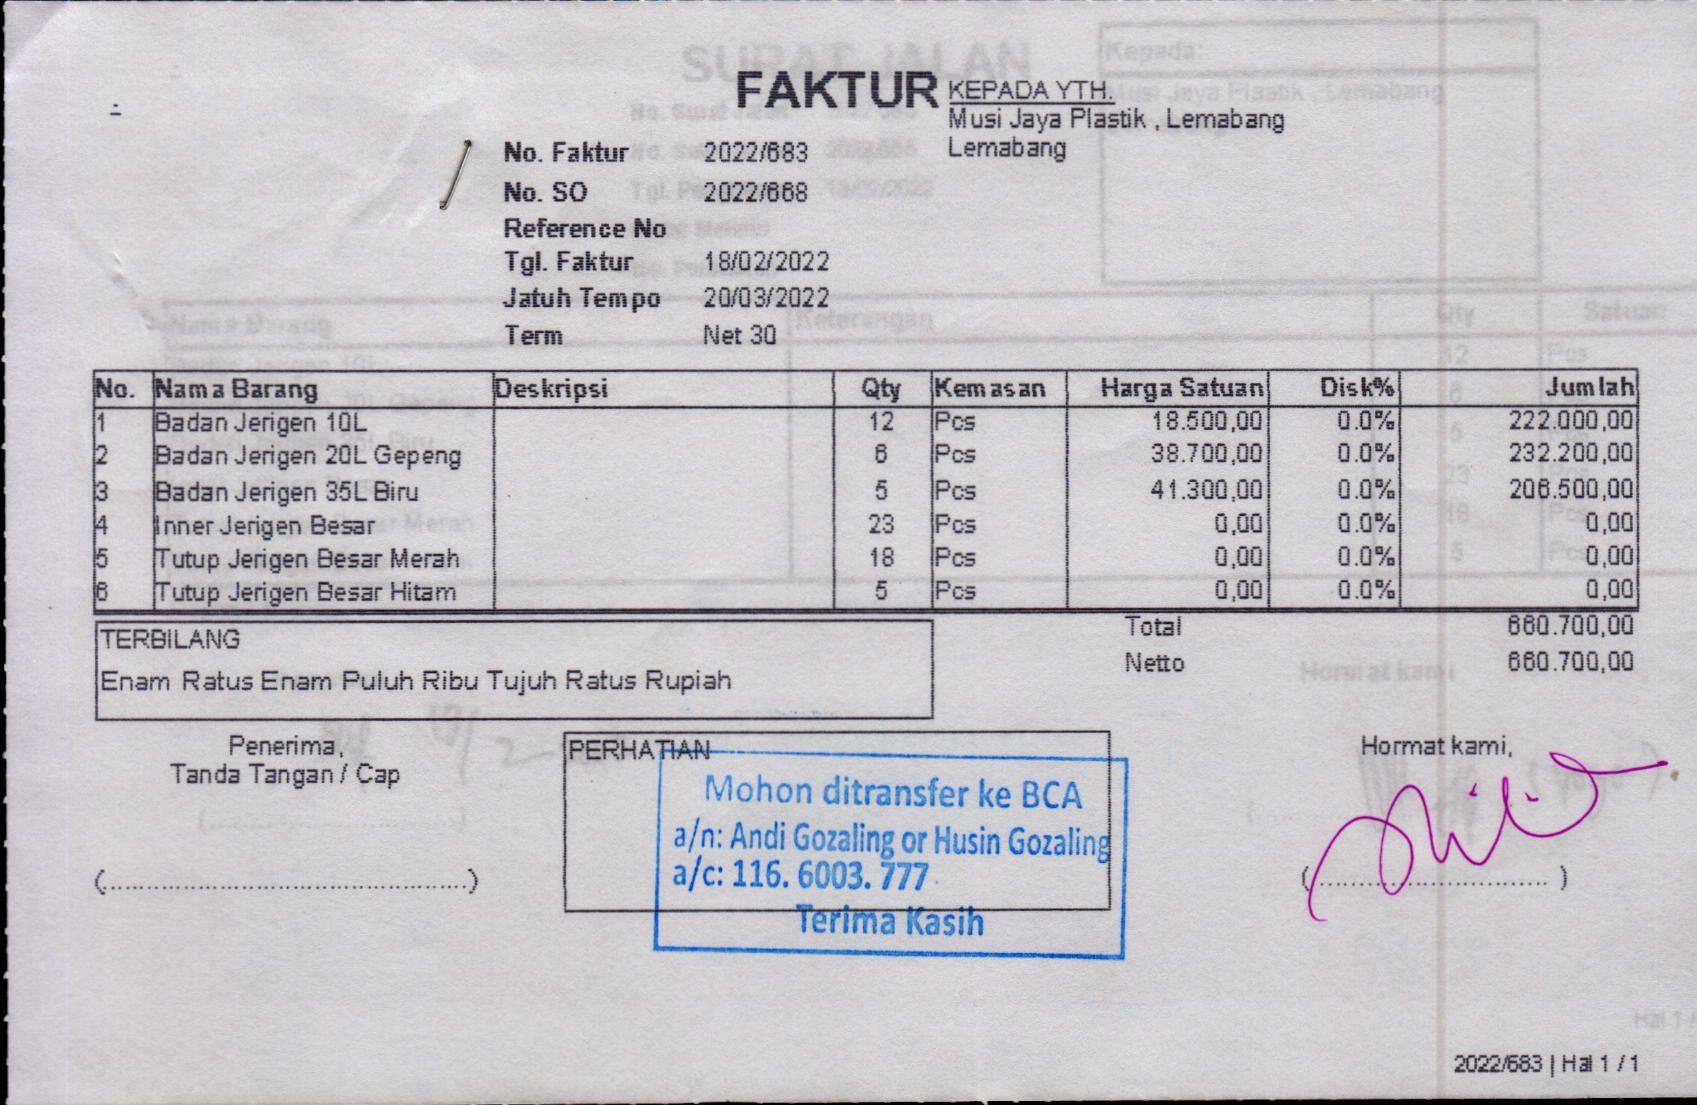 FAKTUR
KEPADA YTH.
Musi Jaya Plastik , Lemabang
Lemabang
No. Faktur 2022/683
No. SO 2022/668
Reference No
Tgl. Faktur 18/02/2022
Jatuh Tempo 20/03/2022
Term Net 30
No. Nama Barang Deskripsi Qty Kemasan Harga Satuan Disk% Jumlah
1 Badan Jerigen 10L 12 Pcs 18.500,00 0.0% 222.000,00
2 Badan Jerigen 20L Gepeng 6 Pcs 38.700,00 0.0% 232.200,00
3 Badan Jerigen 35L Biru 5 Pcs 41.300,00 0.0% 206.500,00
4 Inner Jerigen Besar 23 Pcs 0,00 0.0% 0,00
5 Tutup Jerigen Besar Merah 18 Pcs 0,00 0.0% 0,00
6 Tutup Jerigen Besar Hitam 5 Pcs 0,00 0.0% 0,00
Total 660.700,00
Netto 660.700,00
TERBILANG
Enam Ratus Enam Puluh Ribu Tujuh Ratus Rupiah
Penerima,
Tanda Tangan / Cap
(................................................)
PERHATIAN
Mohon ditransfer ke BCA
a/n: Andi Gozaling or Husin Gozaling
a/c: 116. 6003. 777
Terima Kasih
Hormat kami,
(.............................. )
2022/683 | Hal 1 / 1